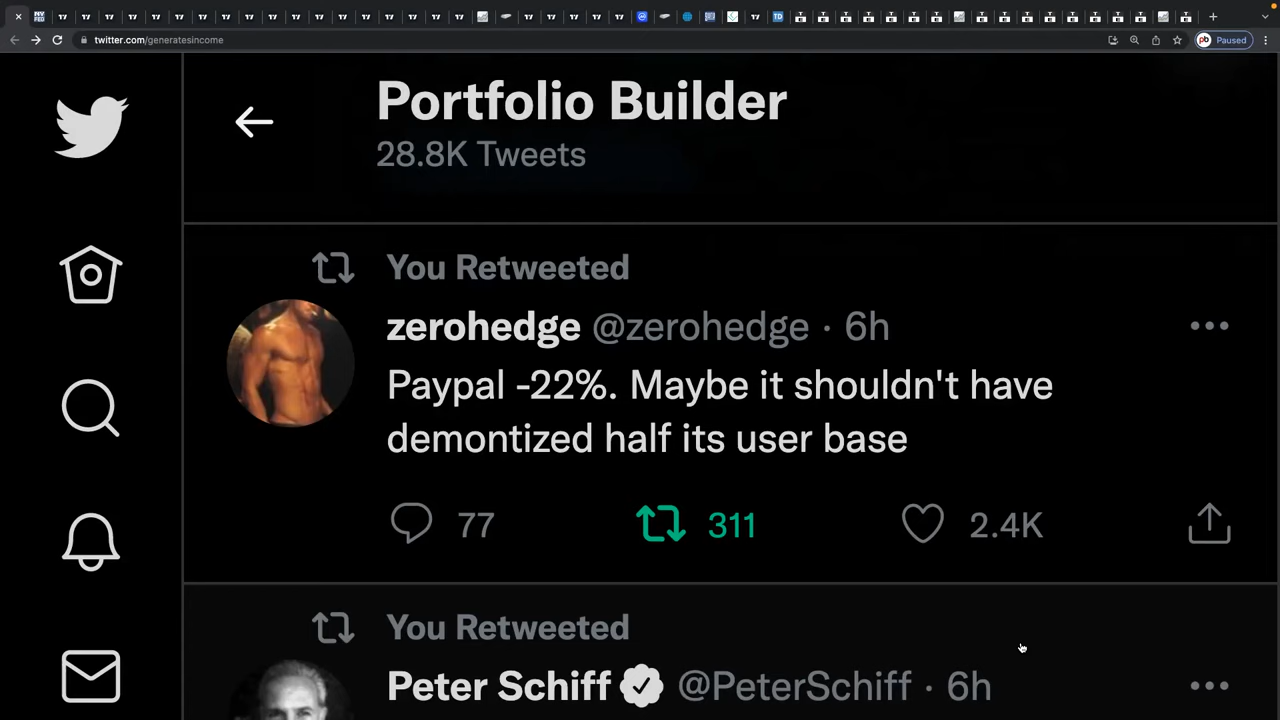 twitter.com/generatesincome
Paused
Portfolio Builder
28.8K Tweets
You Retweeted
zerohedge @zerohedge · 6h
Paypal -22%. Maybe it shouldn't have
demontized half its user base
77 311 2.4K
You Retweeted
Peter Schiff @PeterSchiff · 6h